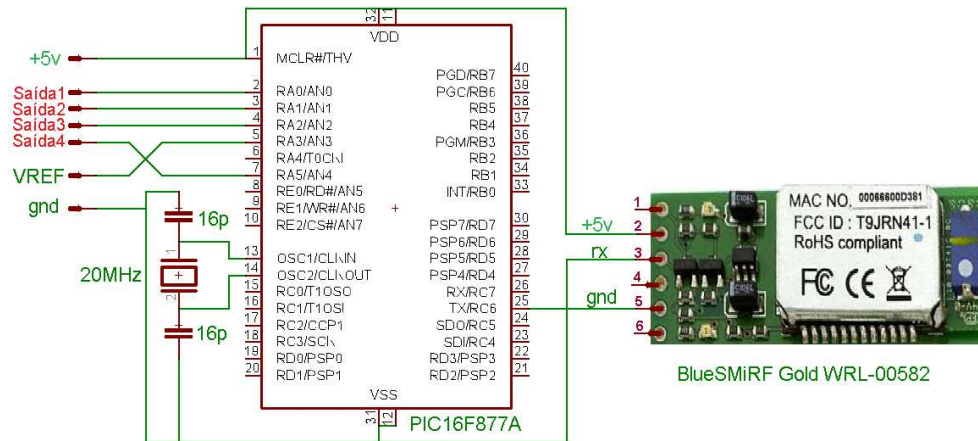 32
11
VDD
+5v
1
MCLR#/THV
Saída1
2
RA0/AN0
Saída2
3
RA1/AN1
Saída3
4
RA2/AN2
Saída4
5
RA3/AN3
6
RA4/T0CKI
VREF
7
RA5/AN4
gnd
8
RE0/RD#/AN5
9
RE1/WR#/AN6
10
RE2/CS#/AN7
16p
13
OSC1/CLKIN
14
OSC2/CLKOUT
20MHz
1
2
15
RC0/T1OSO
16
RC1/T1OSI
17
RC2/CCP1
16p
18
RC3/SCK
19
RD0/PSP0
20
RD1/PSP1
PGD/RB7
40
PGC/RB6
39
RB5
38
RB4
37
PGM/RB3
36
RB2
35
RB1
34
INT/RB0
33
PSP7/RD7
30
PSP6/RD6
29
PSP5/RD5
28
PSP4/RD4
27
RX/RC7
26
TX/RC6
25
SDO/RC5
24
SDI/RC4
23
RD3/PSP3
22
RD2/PSP2
21
VSS
31
12
PIC16F877A
+5v
rx
gnd
1
2
3
4
5
6
MAC NO. 00066600D381
FCC ID : T9JRN41-1
RoHS compliant
FC CE
BlueSMiRF Gold WRL-00582